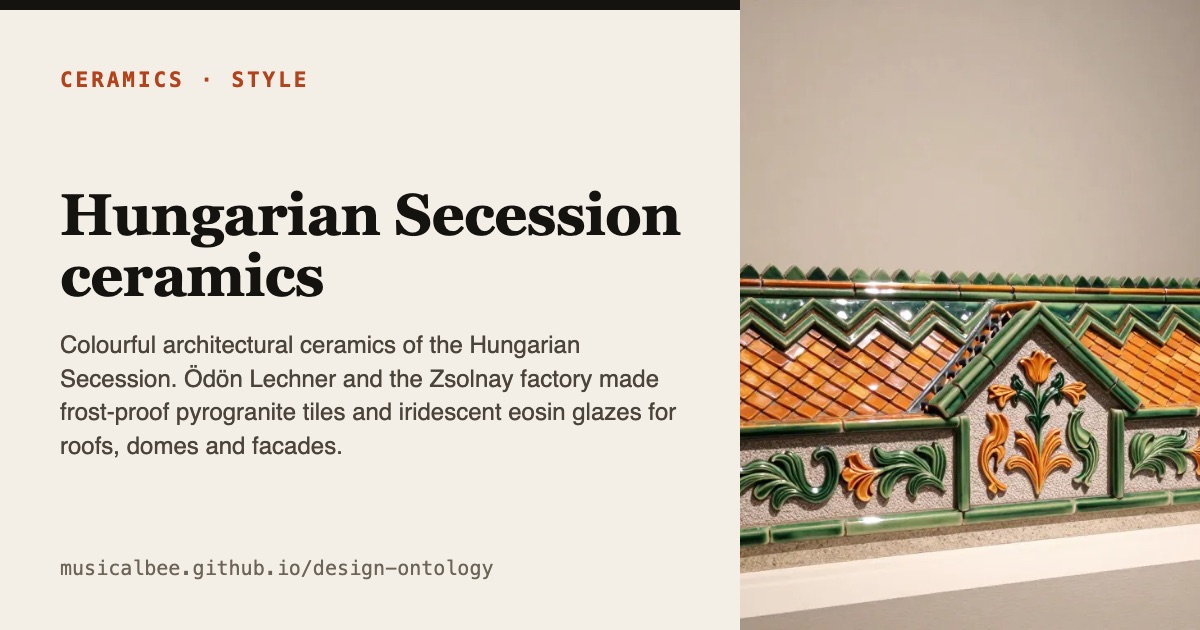 CERAMICS · STYLE
Hungarian Secession
ceramics
Colourful architectural ceramics of the Hungarian
Secession. Ödön Lechner and the Zsolnay factory made
frost-proof pyrogranite tiles and iridescent eosin glazes for
roofs, domes and facades.
musicalbee.github.io/design-ontology